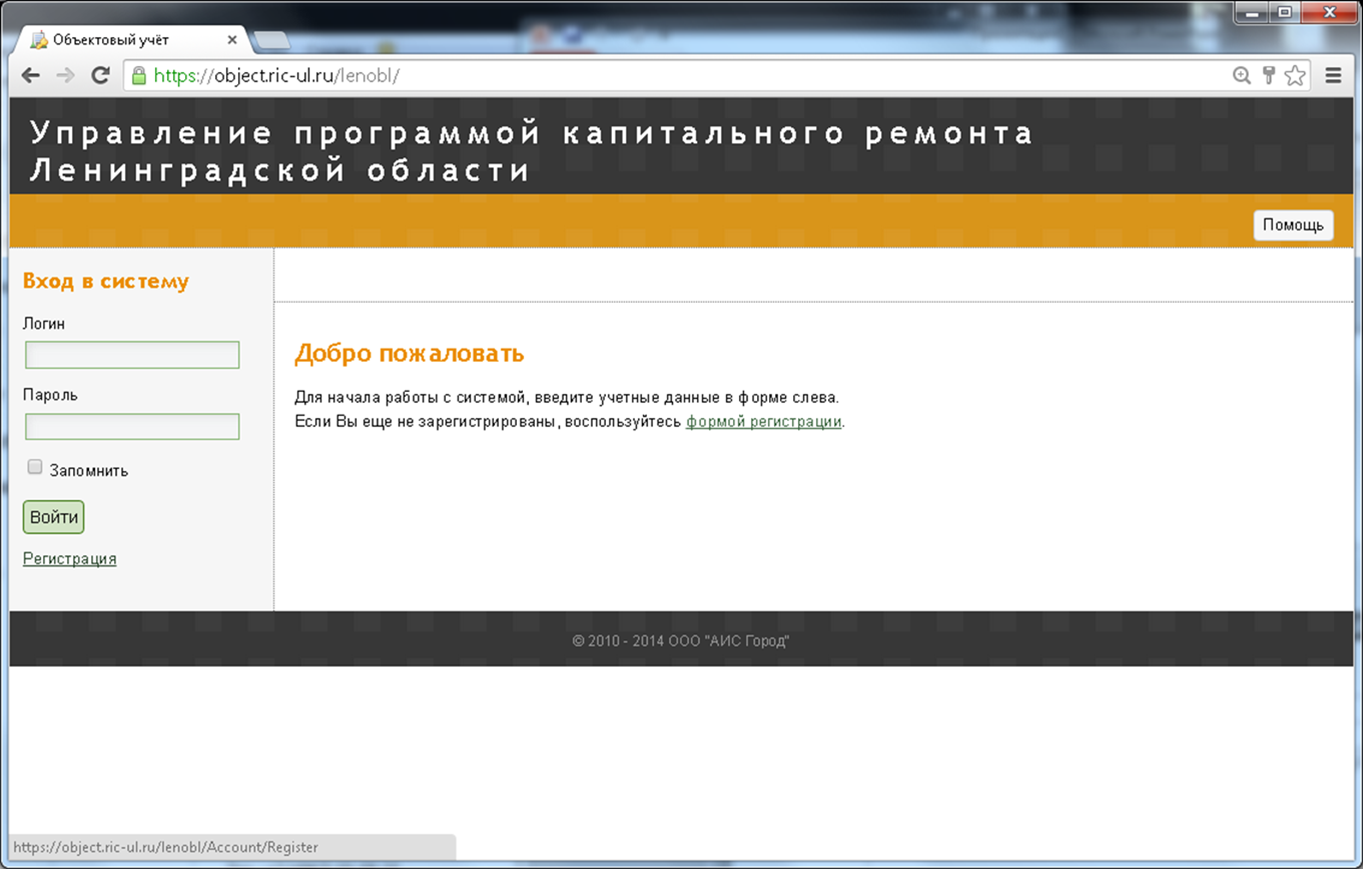 Объектовый учёт
https://object.ric-ul.ru/lenobl/
Управление программой капитального ремонта
Ленинградской области
Помощь
Вход в систему
Логин
Пароль
Запомнить
Войти
Регистрация
Добро пожаловать
Для начала работы с системой, введите учетные данные в форме слева.
Если Вы еще не зарегистрированы, воспользуйтесь формой регистрации.
© 2010 - 2014 ООО "АИС Город"
https://object.ric-ul.ru/lenobl/Account/Register